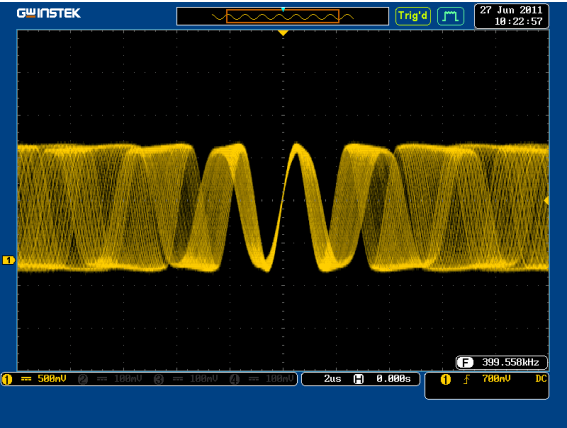 GWINSTEK
Trig'd
27 Jun 2011
10:22:57
1
F 399.558kHz
1 500mV 2 100mV 3 100mV 4 100mV
2us H 0.000s
1 700mV DC